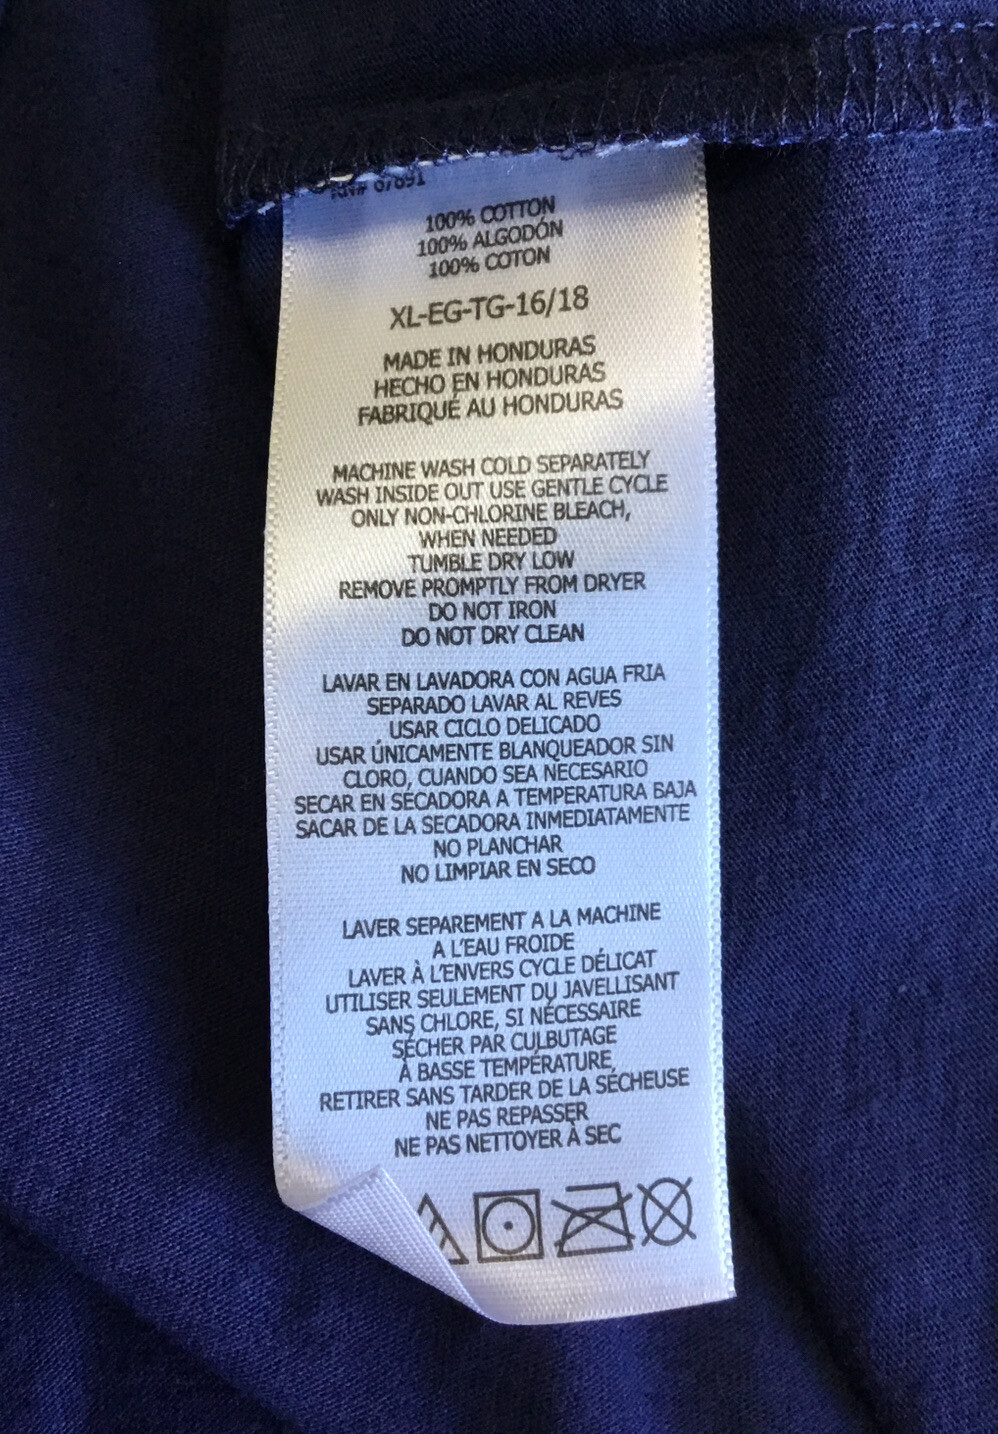 RN# 67891
100% COTTON
100% ALGODÓN
100% COTON
XL-EG-TG-16/18
MADE IN HONDURAS
HECHO EN HONDURAS
FABRIQUÉ AU HONDURAS
MACHINE WASH COLD SEPARATELY
WASH INSIDE OUT USE GENTLE CYCLE
ONLY NON-CHLORINE BLEACH,
WHEN NEEDED
TUMBLE DRY LOW
REMOVE PROMPTLY FROM DRYER
DO NOT IRON
DO NOT DRY CLEAN
LAVAR EN LAVADORA CON AGUA FRIA
SEPARADO LAVAR AL REVES
USAR CICLO DELICADO
USAR ÚNICAMENTE BLANQUEADOR SIN
CLORO, CUANDO SEA NECESARIO
SECAR EN SECADORA A TEMPERATURA BAJA
SACAR DE LA SECADORA INMEDIATAMENTE
NO PLANCHAR
NO LIMPIAR EN SECO
LAVER SEPAREMENT A LA MACHINE
A L'EAU FROIDE
LAVER À L'ENVERS CYCLE DÉLICAT
UTILISER SEULEMENT DU JAVELLISANT
SANS CHLORE, SI NÉCESSAIRE
SÉCHER PAR CULBUTAGE
À BASSE TEMPÉRATURE,
RETIRER SANS TARDER DE LA SÉCHEUSE
NE PAS REPASSER
NE PAS NETTOYER À SEC